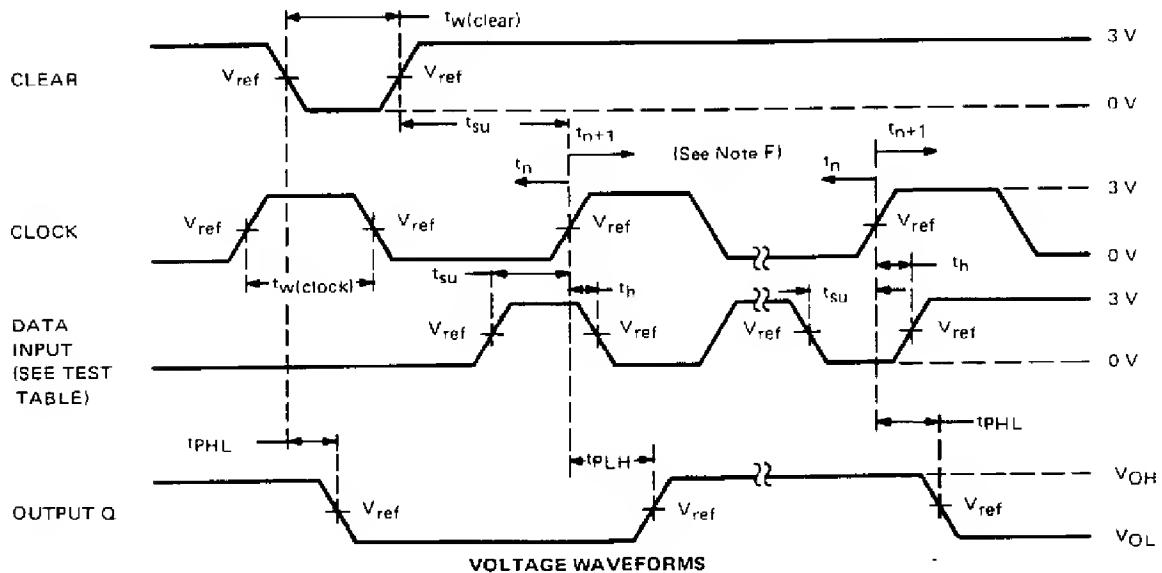 tw(clear)
3 V
CLEAR
Vref
Vref
0 V
tsu
tn+1
(See Note F)
tn+1
tn
tn
3 V
CLOCK
Vref
Vref
Vref
Vref
0 V
tw(clock)
tsu
th
tsu
th
3 V
DATA
INPUT
(SEE TEST
TABLE)
Vref
Vref
Vref
Vref
0 V
tPHL
tPLH
tPHL
VOH
OUTPUT Q
Vref
Vref
Vref
VOL
VOLTAGE WAVEFORMS